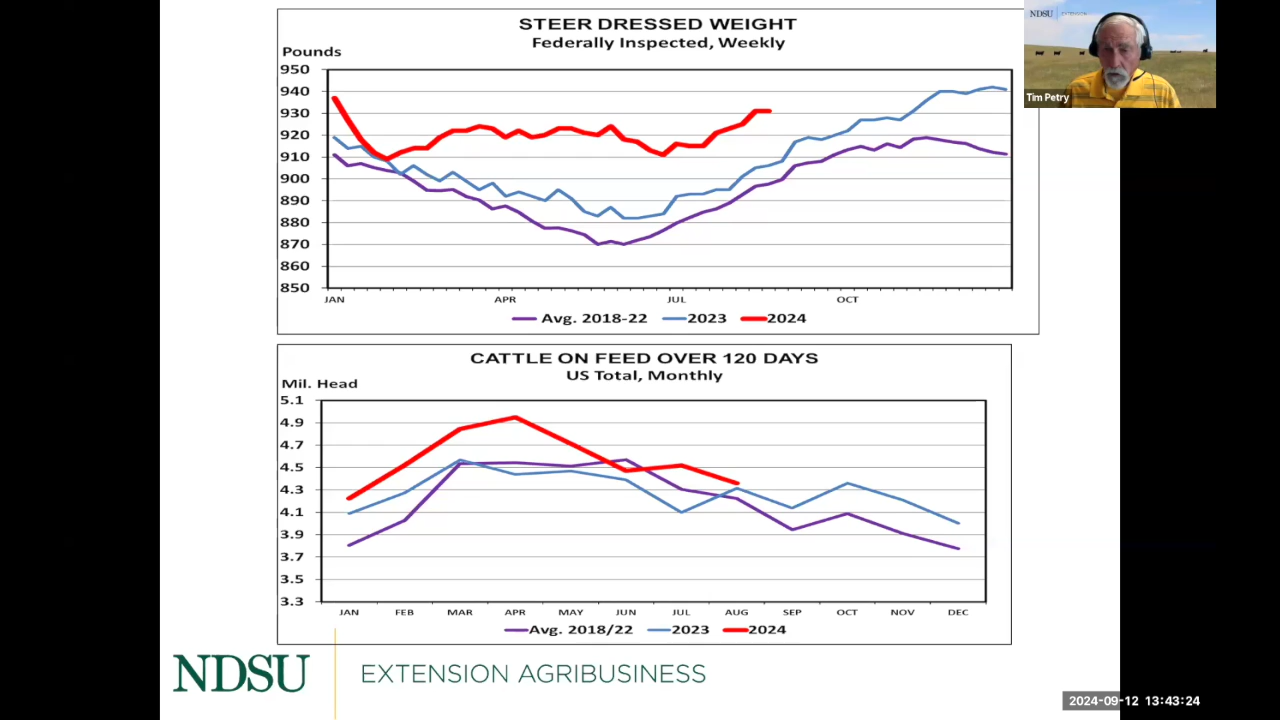 STEER DRESSED WEIGHT
Federally Inspected, Weekly
Pounds
950
940
930
920
910
900
890
880
870
860
850
JAN APR JUL OCT
Avg. 2018-22 2023 2024
CATTLE ON FEED OVER 120 DAYS
US Total, Monthly
Mil. Head
5.1
4.9
4.7
4.5
4.3
4.1
3.9
3.7
3.5
3.3
JAN FEB MAR APR MAY JUN JUL AUG SEP OCT NOV DEC
Avg. 2018/22 2023 2024
NDSU EXTENSION AGRIBUSINESS
NDSU EXTENSION
Tim Petry
2024-09-12 13:43:24